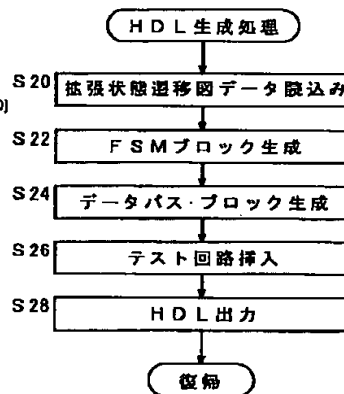 HDL生成処理
S20 拡張状態遷移図データ読込み
S22 FSMブロック生成
S24 データパス・ブロック生成
S26 テスト回路挿入
S28 HDL出力
復帰